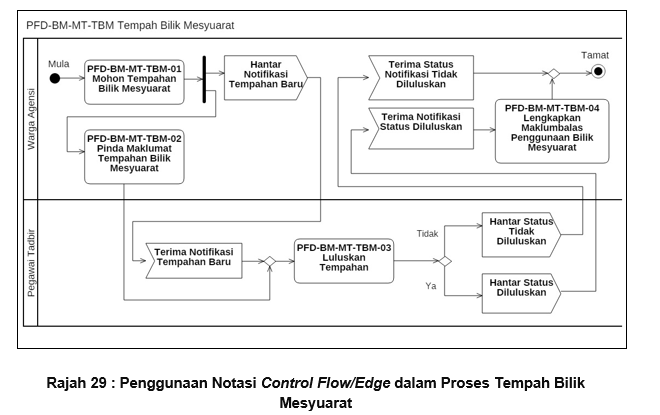 PFD-BM-MT-TBM Tempah Bilik Mesyuarat
Warga Agensi
Mula
PFD-BM-MT-TBM-01
Mohon Tempahan
Bilik Mesyuarat
Hantar
Notifikasi
Tempahan Baru
PFD-BM-MT-TBM-02
Pinda Maklumat
Tempahan Bilik
Mesyuarat
Terima Status
Notifikasi Tidak
Diluluskan
Tamat
Terima Notifikasi
Status Diluluskan
PFD-BM-MT-TBM-04
Lengkapkan
Maklumbalas
Penggunaan Bilik
Mesyuarat
Pegawai Tadbir
Terima Notifikasi
Tempahan Baru
PFD-BM-MT-TBM-03
Luluskan
Tempahan
Tidak
Ya
Hantar Status
Tidak
Diluluskan
Hantar Status
Diluluskan
Rajah 29 : Penggunaan Notasi Control Flow/Edge dalam Proses Tempah Bilik
Mesyuarat